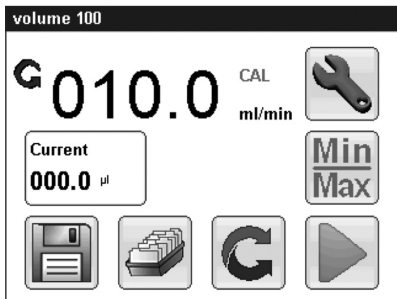 volume 100
010.0
CAL
ml/min
Current
000.0 µl
Min
Max